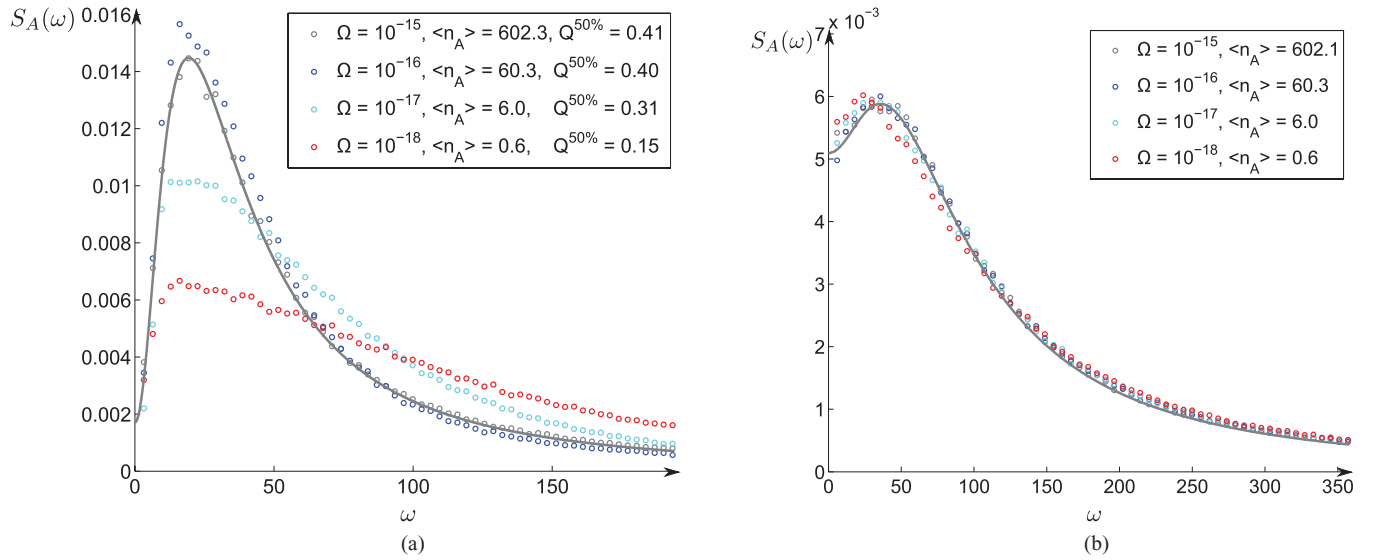 S_A(ω)
0.016
0.014
0.012
0.01
0.008
0.006
0.004
0.002
0
Ω = 10⁻¹⁵, <n_A> = 602.3, Q⁵⁰% = 0.41
Ω = 10⁻¹⁶, <n_A> = 60.3, Q⁵⁰% = 0.40
Ω = 10⁻¹⁷, <n_A> = 6.0, Q⁵⁰% = 0.31
Ω = 10⁻¹⁸, <n_A> = 0.6, Q⁵⁰% = 0.15
0 50 100 150
ω
(a)
7 x 10⁻³
S_A(ω)
6
5
4
3
2
1
0
Ω = 10⁻¹⁵, <n_A> = 602.1
Ω = 10⁻¹⁶, <n_A> = 60.3
Ω = 10⁻¹⁷, <n_A> = 6.0
Ω = 10⁻¹⁸, <n_A> = 0.6
0 50 100 150 200 250 300 350
ω
(b)